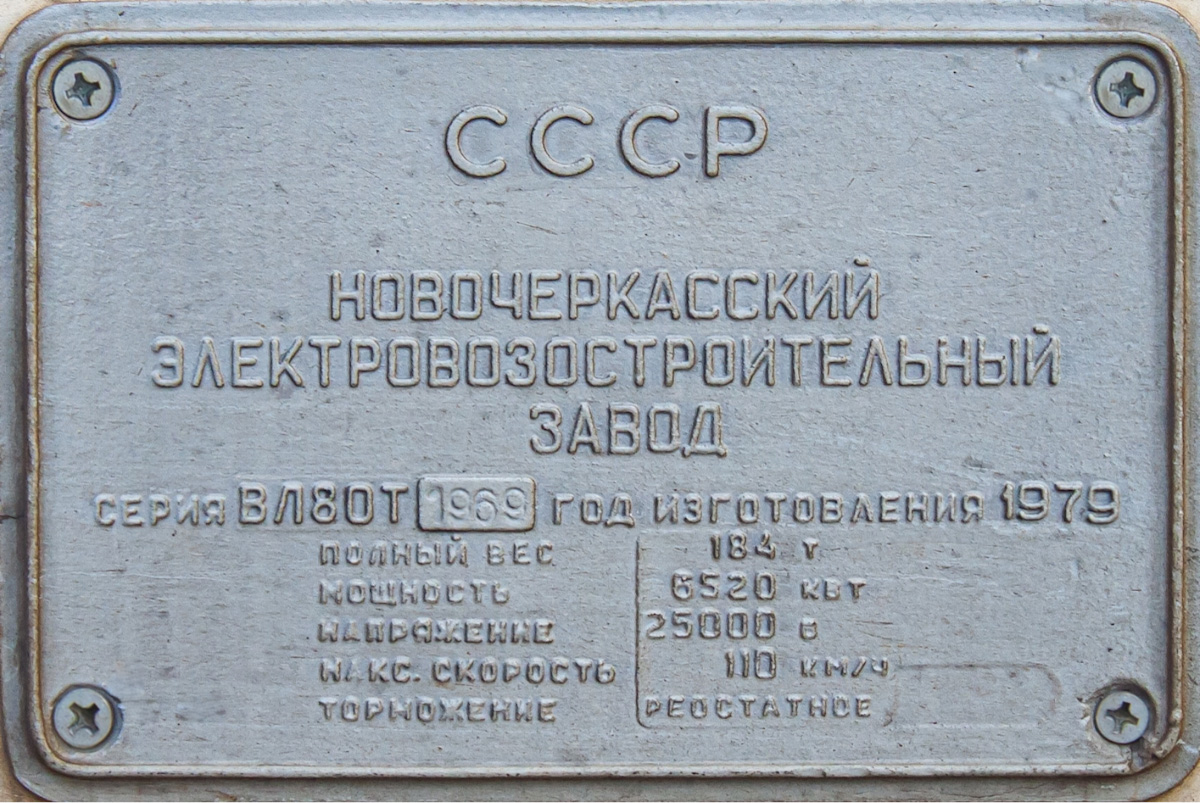 СССР
НОВОЧЕРКАССКИЙ
ЭЛЕКТРОВОЗОСТРОИТЕЛЬНЫЙ
ЗАВОД
СЕРИЯ ВЛ80Т 1969 ГОД ИЗГОТОВЛЕНИЯ 1979
ПОЛНЫЙ ВЕС 184 Т
МОЩНОСТЬ 6520 КВТ
НАПРЯЖЕНИЕ 25000 В
МАКС. СКОРОСТЬ 110 КМ/Ч
ТОРМОЖЕНИЕ РЕОСТАТНОЕ